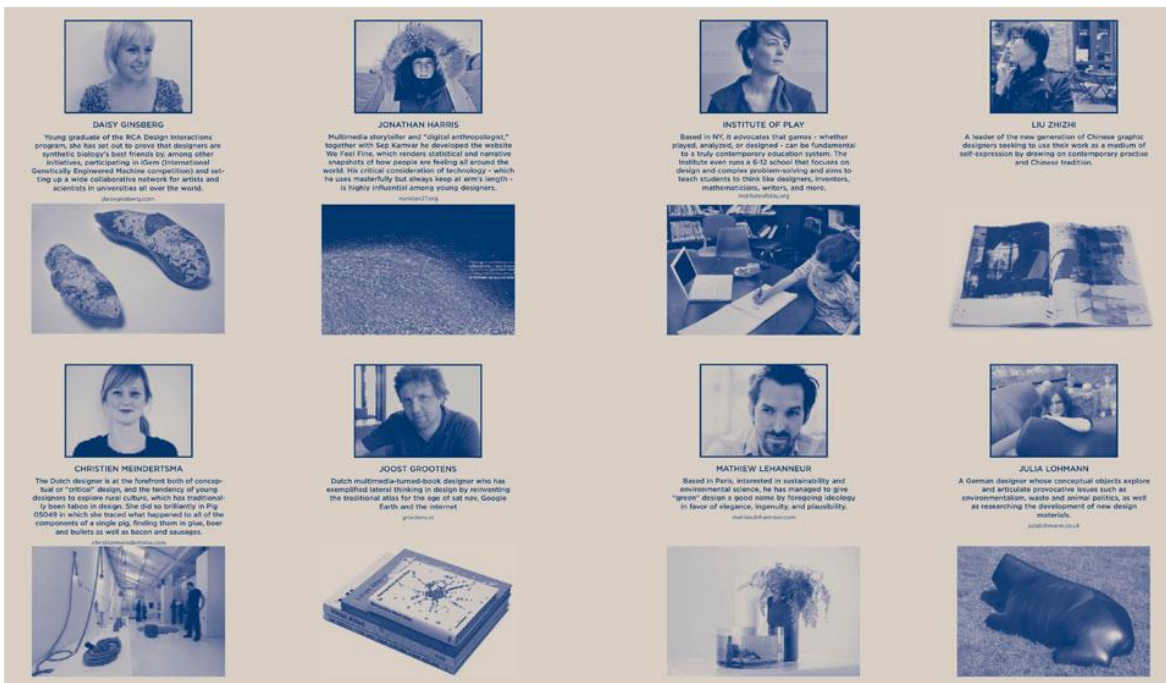 DAISY GINSBERG
Young graduate of the RCA Design Interactions
program, she has set out to prove that designers are
synthetic biology's best friends by, among other
initiatives, participating in iGem (International
Genetically Engineered Machine competition) and set-
ting up a wide collaborative network for artists and
scientists in universities all over the world.
daisyginsberg.com
JONATHAN HARRIS
Multimedia storyteller and "digital anthropologist,"
together with Sep Kamvar he developed the website
We Feel Fine, which renders statistical and narrative
snapshots of how people are feeling all around the
world. His critical consideration of technology - which
he uses masterfully but always keep at arm's length -
is highly influential among young designers.
number27.org
INSTITUTE OF PLAY
Based in NY, it advocates that games - whether
played, analyzed, or designed - can be fundamental
to a truly contemporary education system. The
Institute even runs a 6-12 school that focuses on
design and complex problem-solving and aims to
teach students to think like designers, inventors,
mathematicians, writers, and more.
instituteofplay.org
LIU ZHIZHI
A leader of the new generation of Chinese graphic
designers seeking to use their work as a medium of
self-expression by drawing on contemporary practise
and Chinese tradition.
CHRISTIEN MEINDERTSMA
The Dutch designer is at the forefront both of concep-
tual or "critical" design, and the tendency of young
designers to explore rural culture, which has traditional-
ly been taboo in design. She did so brilliantly in Pig
05049 in which she traced what happened to all of the
components of a single pig, finding them in glue, beer
and bullets as well as bacon and sausages.
christienmeindertsma.com
JOOST GROOTENS
Dutch multimedia-turned-book designer who has
exemplified lateral thinking in design by reinventing
the traditional atlas for the age of sat nav, Google
Earth and the internet
grootens.nl
MATHIEW LEHANNEUR
Based in Paris, interested in sustainability and
environmental science, he has managed to give
"green" design a good name by foregoing ideology
in favor of elegance, ingenuity, and plausibility.
mathieulehanneur.com
JULIA LOHMANN
A German designer whose conceptual objects explore
and articulate provocative issues such as
environmentalism, waste and animal politics, as well
as researching the development of new design
materials.
julialohmann.co.uk